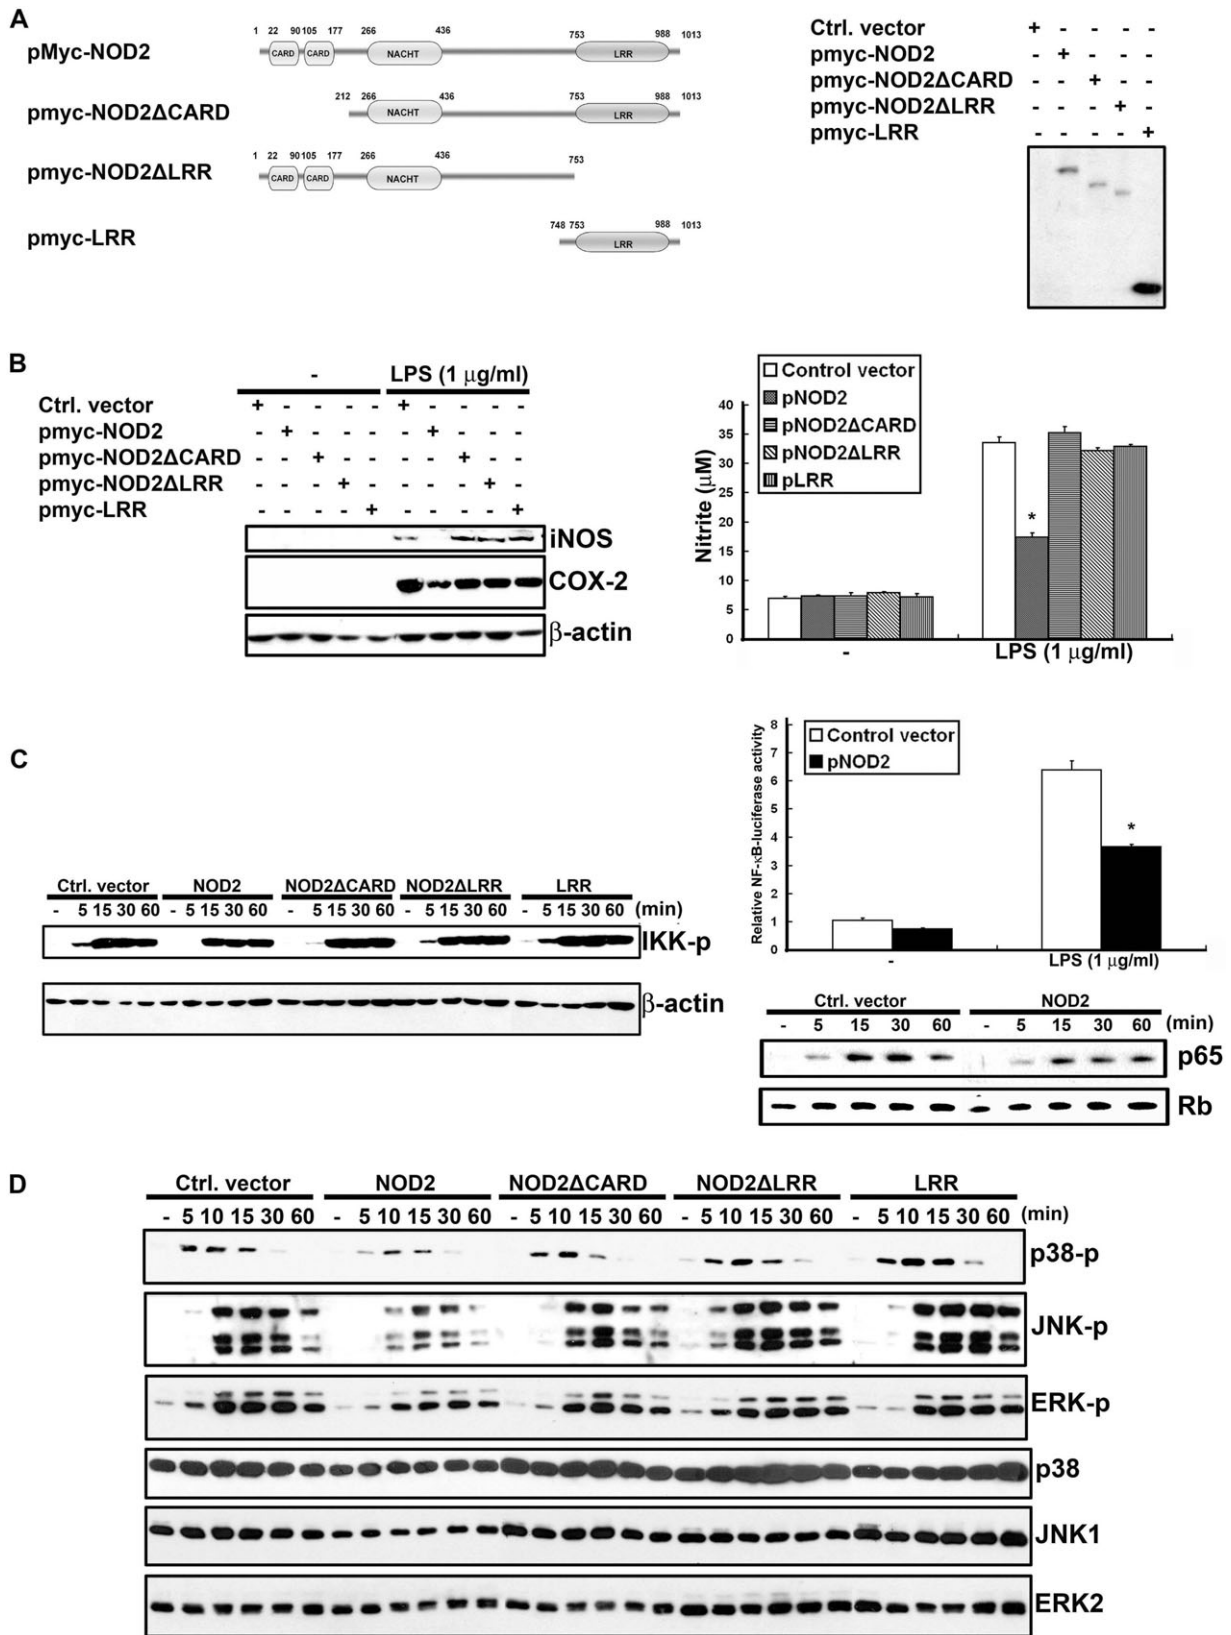 A
1 22 90 105 177 266 436 753 988 1013
pMyc-NOD2 CARD CARD NACHT LRR
212 266 436 753 988 1013
pmyc-NOD2ΔCARD NACHT LRR
1 22 90 105 177 266 436 753
pmyc-NOD2ΔLRR CARD CARD NACHT
748 753 988 1013
pmyc-LRR LRR
Ctrl. vector + - - - -
pmyc-NOD2 - + - - -
pmyc-NOD2ΔCARD - - + - -
pmyc-NOD2ΔLRR - - - + -
pmyc-LRR - - - - +
B
- LPS (1 μg/ml)
Ctrl. vector + - - - - + - - - -
pmyc-NOD2 - + - - - - + - - -
pmyc-NOD2ΔCARD - - + - - - - + - -
pmyc-NOD2ΔLRR - - - + - - - - + -
pmyc-LRR - - - - + - - - - +
iNOS
COX-2
β-actin
Control vector
pNOD2
pNOD2ΔCARD
pNOD2ΔLRR
pLRR
Nitrite (μM)
40
35
30
25
20
15
10
5
0
*
- LPS (1 μg/ml)
C
Ctrl. vector NOD2 NOD2ΔCARD NOD2ΔLRR LRR
- 5 15 30 60 - 5 15 30 60 - 5 15 30 60 - 5 15 30 60 - 5 15 30 60 (min)
IKK-p
β-actin
Control vector
pNOD2
Relative NF-κB-luciferase activity
8
7
6
5
4
3
2
1
0
*
- LPS (1 μg/ml)
Ctrl. vector NOD2
- 5 15 30 60 - 5 15 30 60 (min)
p65
Rb
D
Ctrl. vector NOD2 NOD2ΔCARD NOD2ΔLRR LRR
- 5 10 15 30 60 - 5 10 15 30 60 - 5 10 15 30 60 - 5 10 15 30 60 - 5 10 15 30 60 (min)
p38-p
JNK-p
ERK-p
p38
JNK1
ERK2